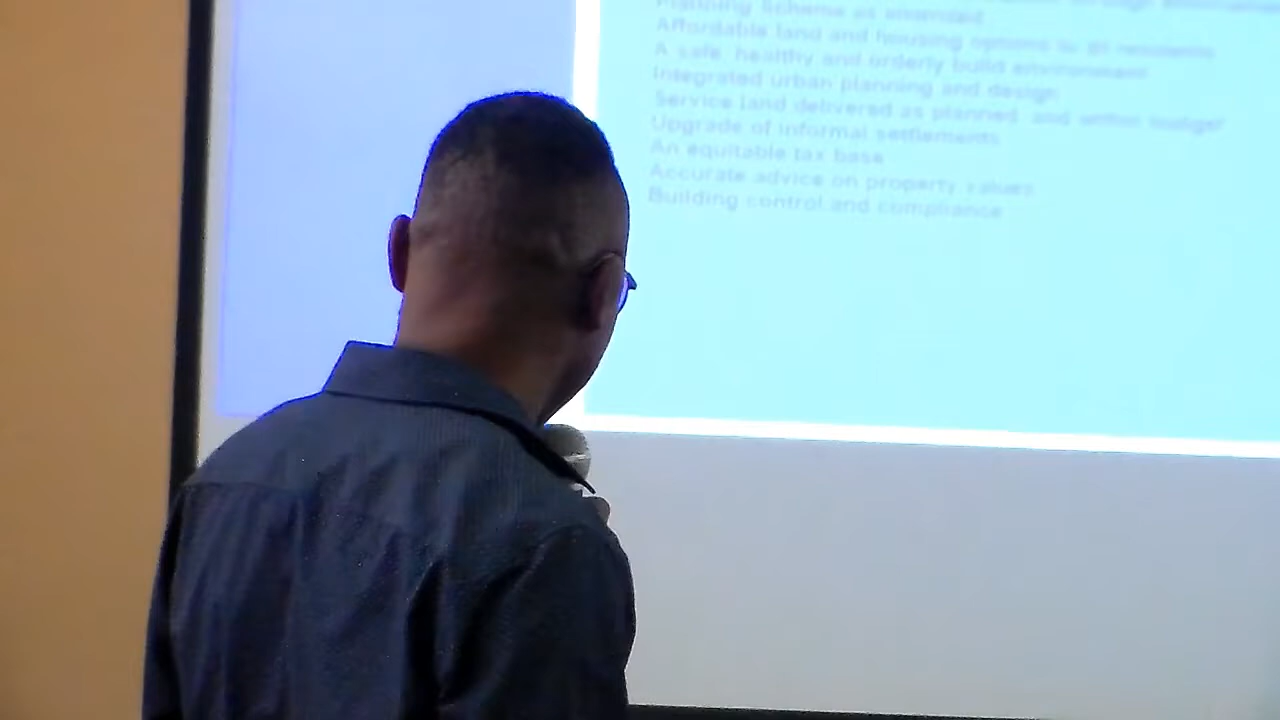 Planning Scheme as amended
Affordable land and housing options to all residents
A safe, healthy and orderly build environment
Integrated urban planning and design
Service land delivered as planned, and within budget
Upgrade of informal settlements
An equitable tax base
Accurate advice on property values
Building control and compliance